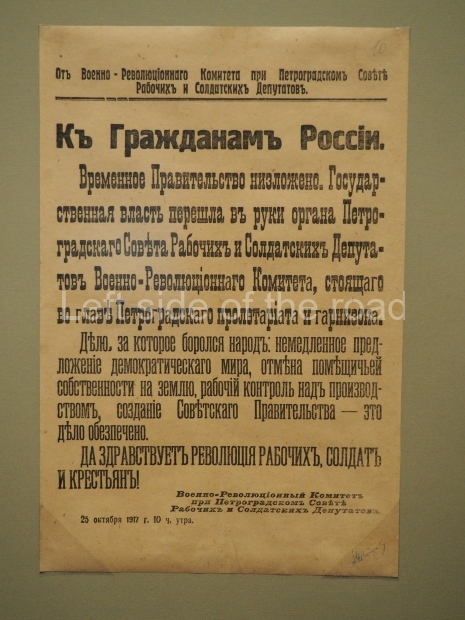 Отъ Военно - Революціоннаго Комитета при Петроградскомъ Совѣтѣ
Рабочихъ и Солдатскихъ Депутатовъ.
Къ Гражданамъ Россіи.
Временное Правительство низложено. Государ-
ственная власть перешла въ руки органа Петро-
градскаго Совѣта Рабочихъ и Солдатскихъ Депута-
товъ Военно-Революціоннаго Комитета, стоящаго
Left side of the road
во главѣ Петроградскаго пролетаріата и гарнизона.
Дѣло, за которое боролся народъ: немедленное пред-
ложеніе демократическаго мира, отмѣна помѣщичьей
собственности на землю, рабочій контроль надъ производ-
ствомъ, созданіе Совѣтскаго Правительства — это
дѣло обезпечено.
ДА ЗДРАВСТВУЕТЪ РЕВОЛЮЦІЯ РАБОЧИХЪ, СОЛДАТЪ
И КРЕСТЬЯНЪ!
Военно-Революціонный Комитетъ
при Петроградскомъ Совѣтѣ
Рабочихъ и Солдатскихъ Депутатовъ.
25 октября 1917 г. 10 ч. утра.